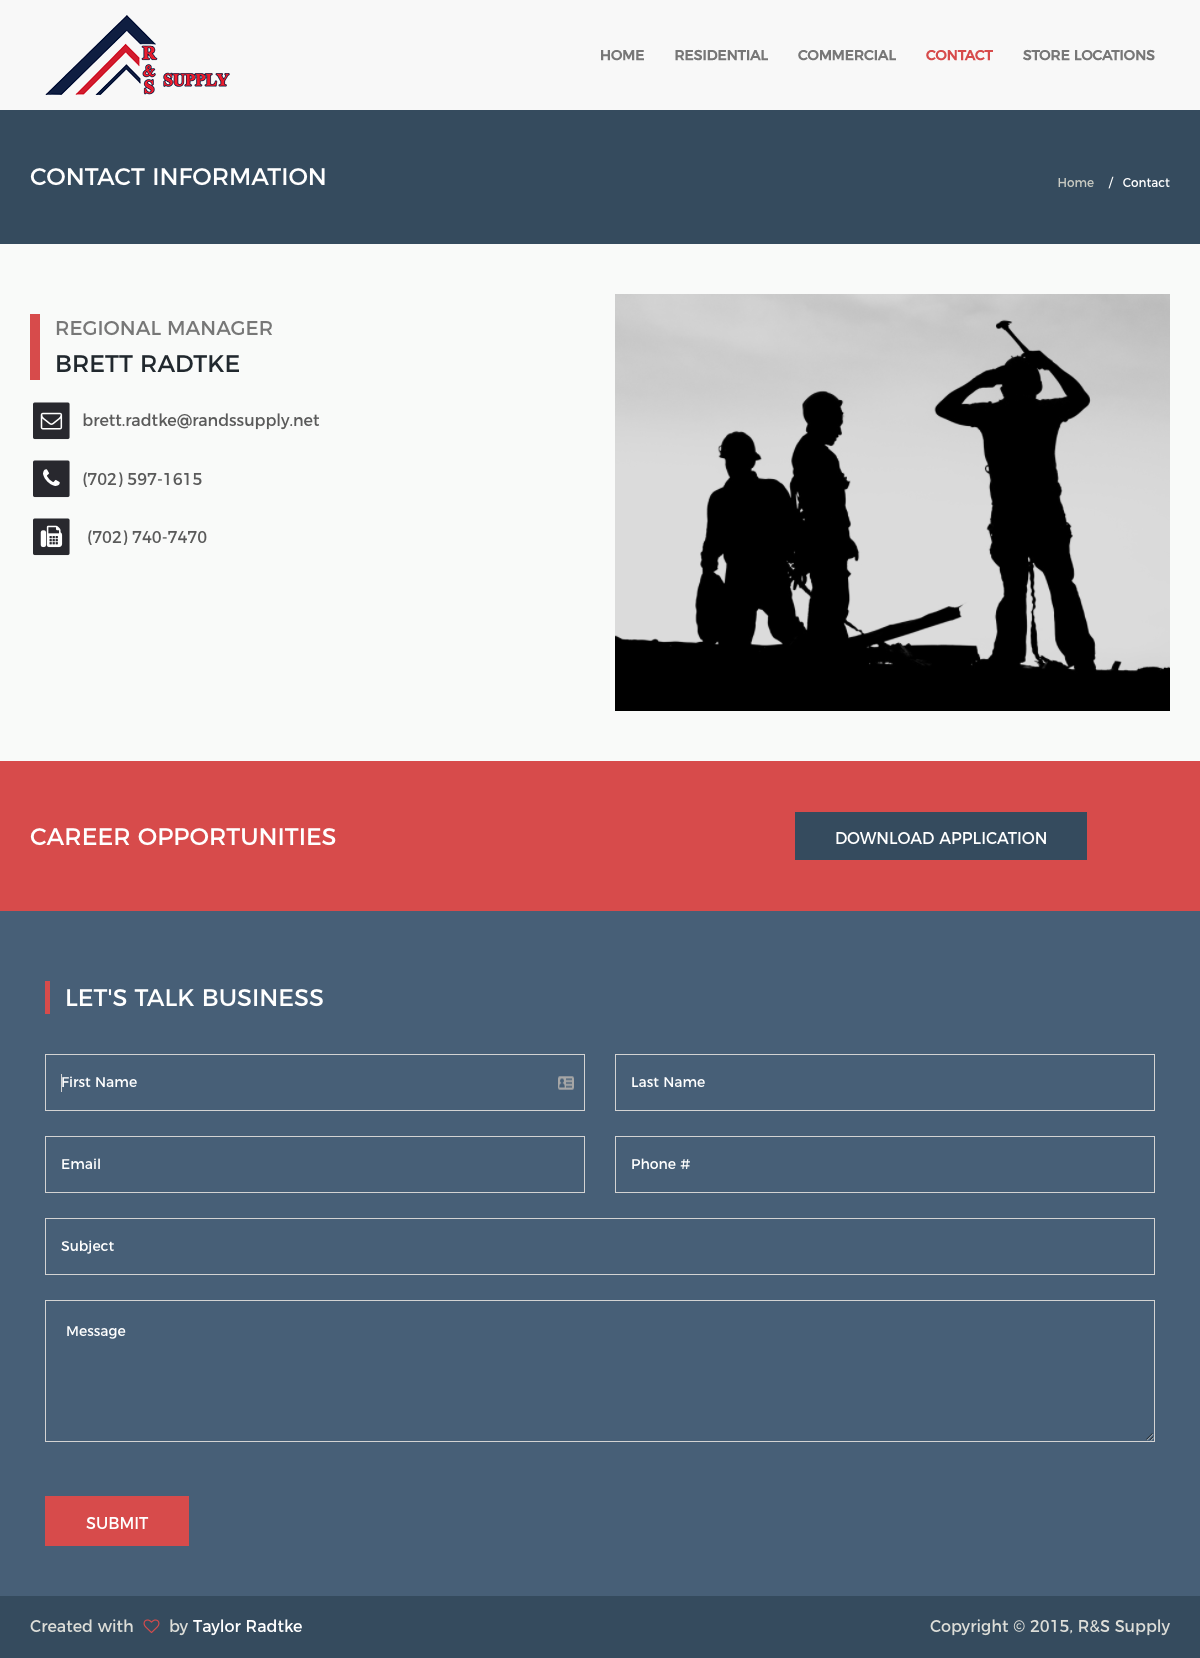 R
&
S SUPPLY
HOME RESIDENTIAL COMMERCIAL CONTACT STORE LOCATIONS
CONTACT INFORMATION
Home / Contact
REGIONAL MANAGER
BRETT RADTKE
brett.radtke@randssupply.net
(702) 597-1615
(702) 740-7470
CAREER OPPORTUNITIES
DOWNLOAD APPLICATION
LET'S TALK BUSINESS
First Name
Last Name
Email
Phone #
Subject
Message
SUBMIT
Created with by Taylor Radtke
Copyright © 2015, R&S Supply